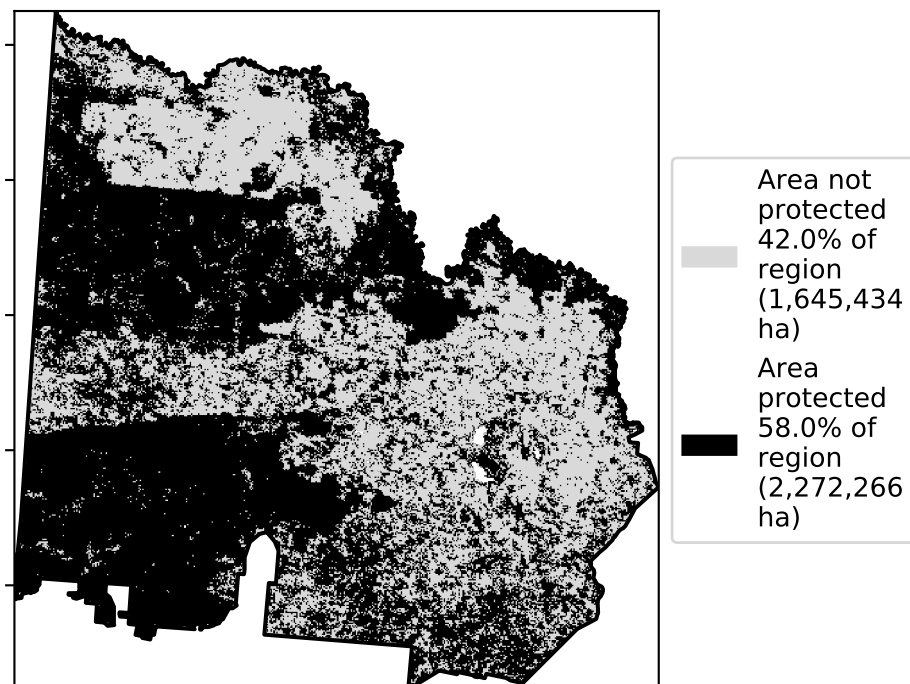 Area not
protected
42.0% of
region
(1,645,434
ha)
Area
protected
58.0% of
region
(2,272,266
ha)